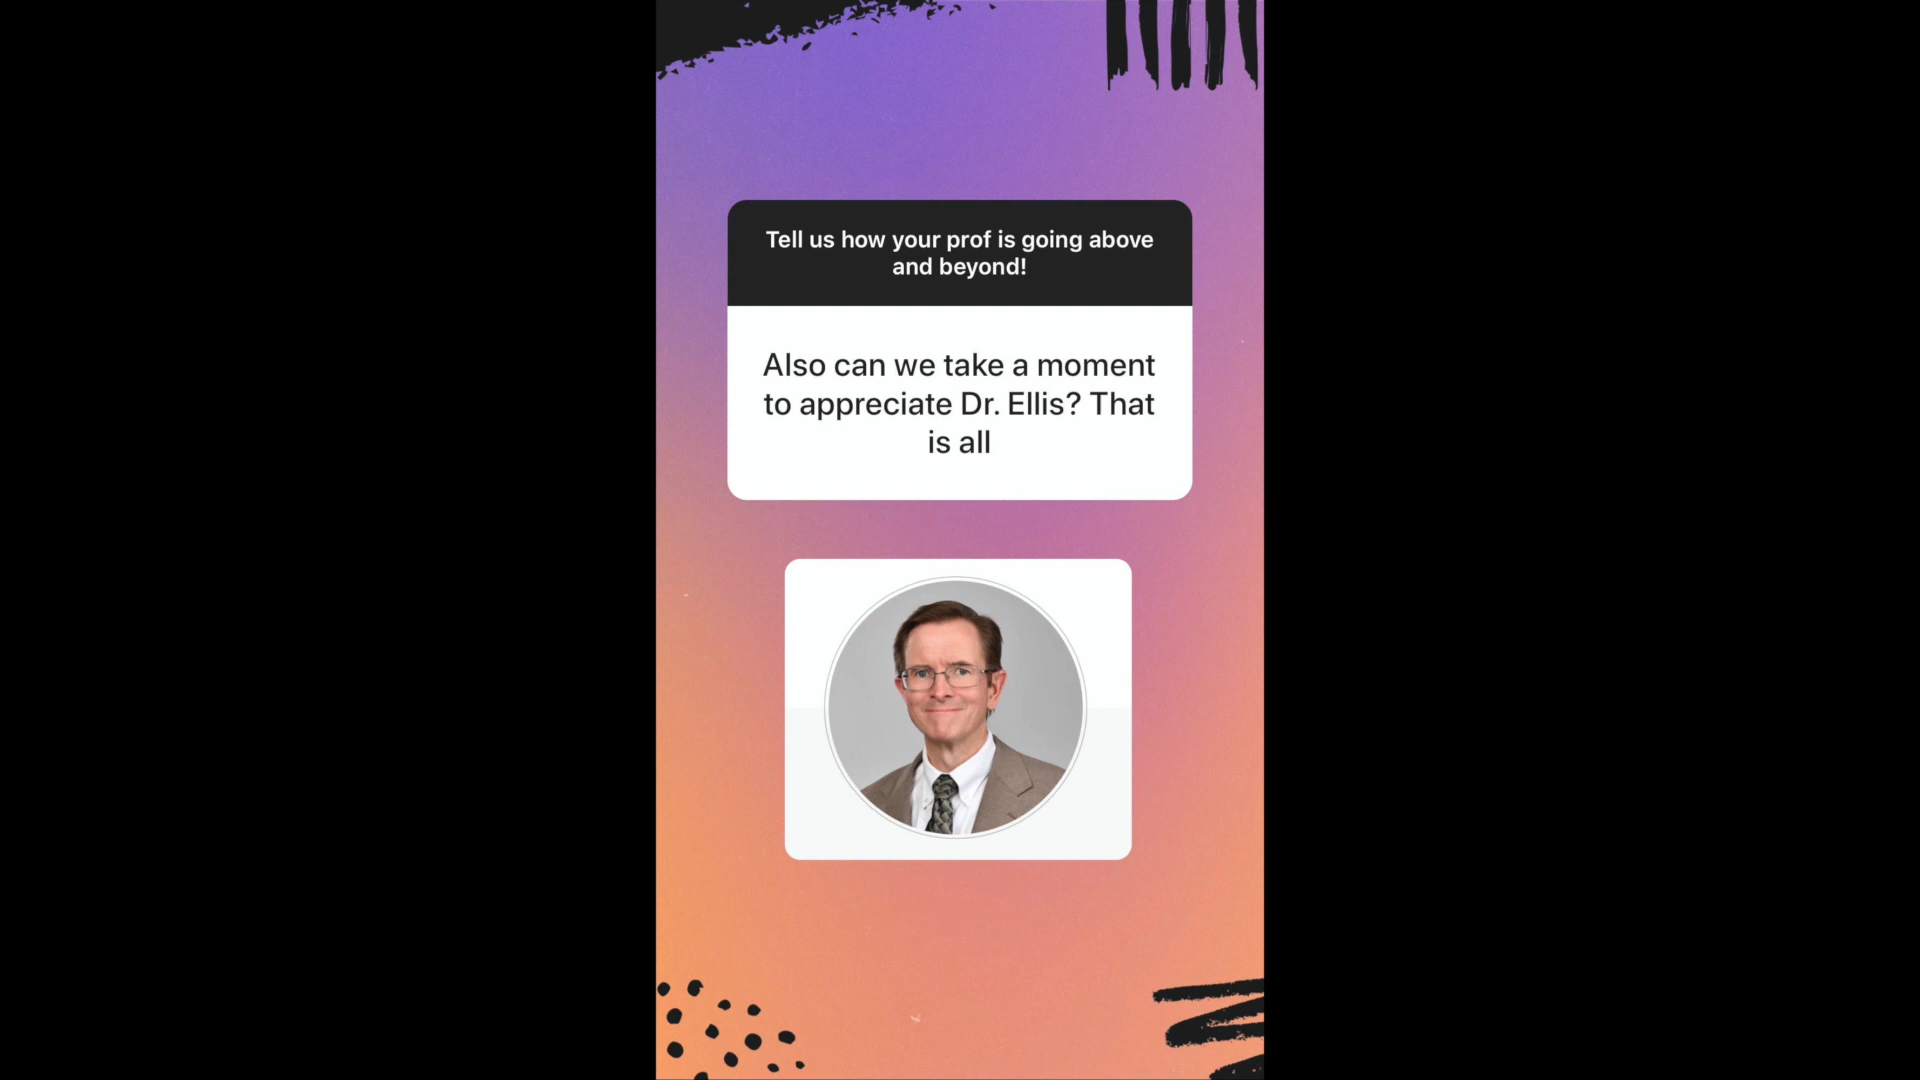 Tell us how your prof is going above
and beyond!
Also can we take a moment
to appreciate Dr. Ellis? That
is all